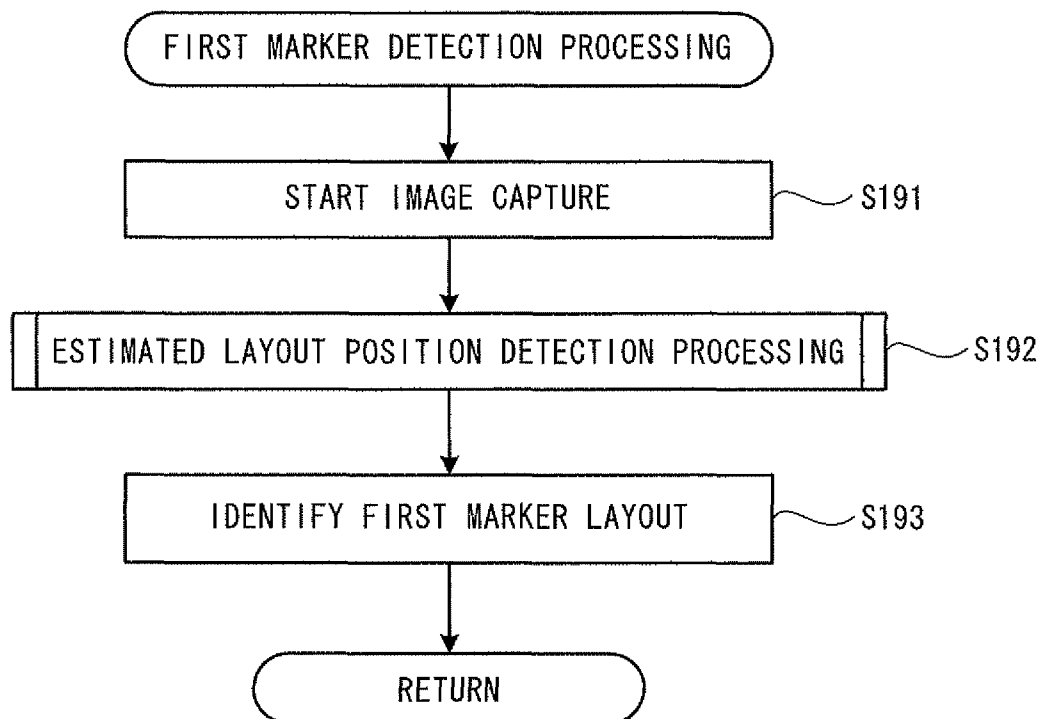 FIRST MARKER DETECTION PROCESSING
START IMAGE CAPTURE
S191
ESTIMATED LAYOUT POSITION DETECTION PROCESSING
S192
IDENTIFY FIRST MARKER LAYOUT
S193
RETURN